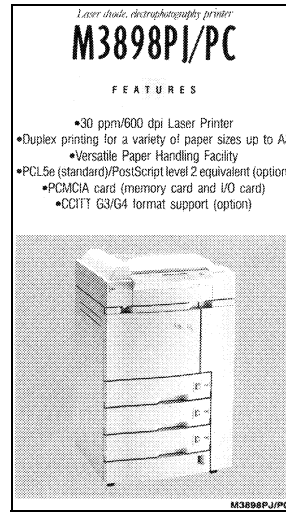 Laser diode, electrophotography printer
M3898PJ/PC
FEATURES
•30 ppm/600 dpi Laser Printer
•Duplex printing for a variety of paper sizes up to A
•Versatile Paper Handling Facility
•PCL5e (standard)/PostScript level 2 equivalent (option
•PCMCIA card (memory card and I/O card)
•CCITT G3/G4 format support (option)
M3898PJ/PC